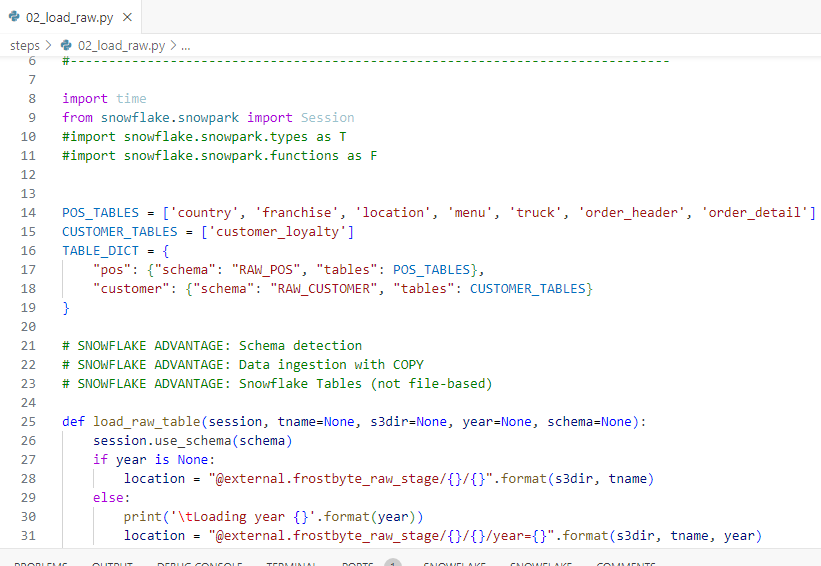 02_load_raw.py ×
steps > 02_load_raw.py > ...
6 #------------------------------------------------------------------------------
7
8 import time
9 from snowflake.snowpark import Session
10 #import snowflake.snowpark.types as T
11 #import snowflake.snowpark.functions as F
12
13
14 POS_TABLES = ['country', 'franchise', 'location', 'menu', 'truck', 'order_header', 'order_detail']
15 CUSTOMER_TABLES = ['customer_loyalty']
16 TABLE_DICT = {
17     "pos": {"schema": "RAW_POS", "tables": POS_TABLES},
18     "customer": {"schema": "RAW_CUSTOMER", "tables": CUSTOMER_TABLES}
19 }
20
21 # SNOWFLAKE ADVANTAGE: Schema detection
22 # SNOWFLAKE ADVANTAGE: Data ingestion with COPY
23 # SNOWFLAKE ADVANTAGE: Snowflake Tables (not file-based)
24
25 def load_raw_table(session, tname=None, s3dir=None, year=None, schema=None):
26     session.use_schema(schema)
27     if year is None:
28         location = "@external.frostbyte_raw_stage/{}/{}".format(s3dir, tname)
29     else:
30         print('\tLoading year {}'.format(year))
31         location = "@external.frostbyte_raw_stage/{}/{}/year={}".format(s3dir, tname, year)
PROBLEMS OUTPUT DEBUG CONSOLE TERMINAL PORTS 1 SNOWFLAKE SNOWFLAKE COMMENTS